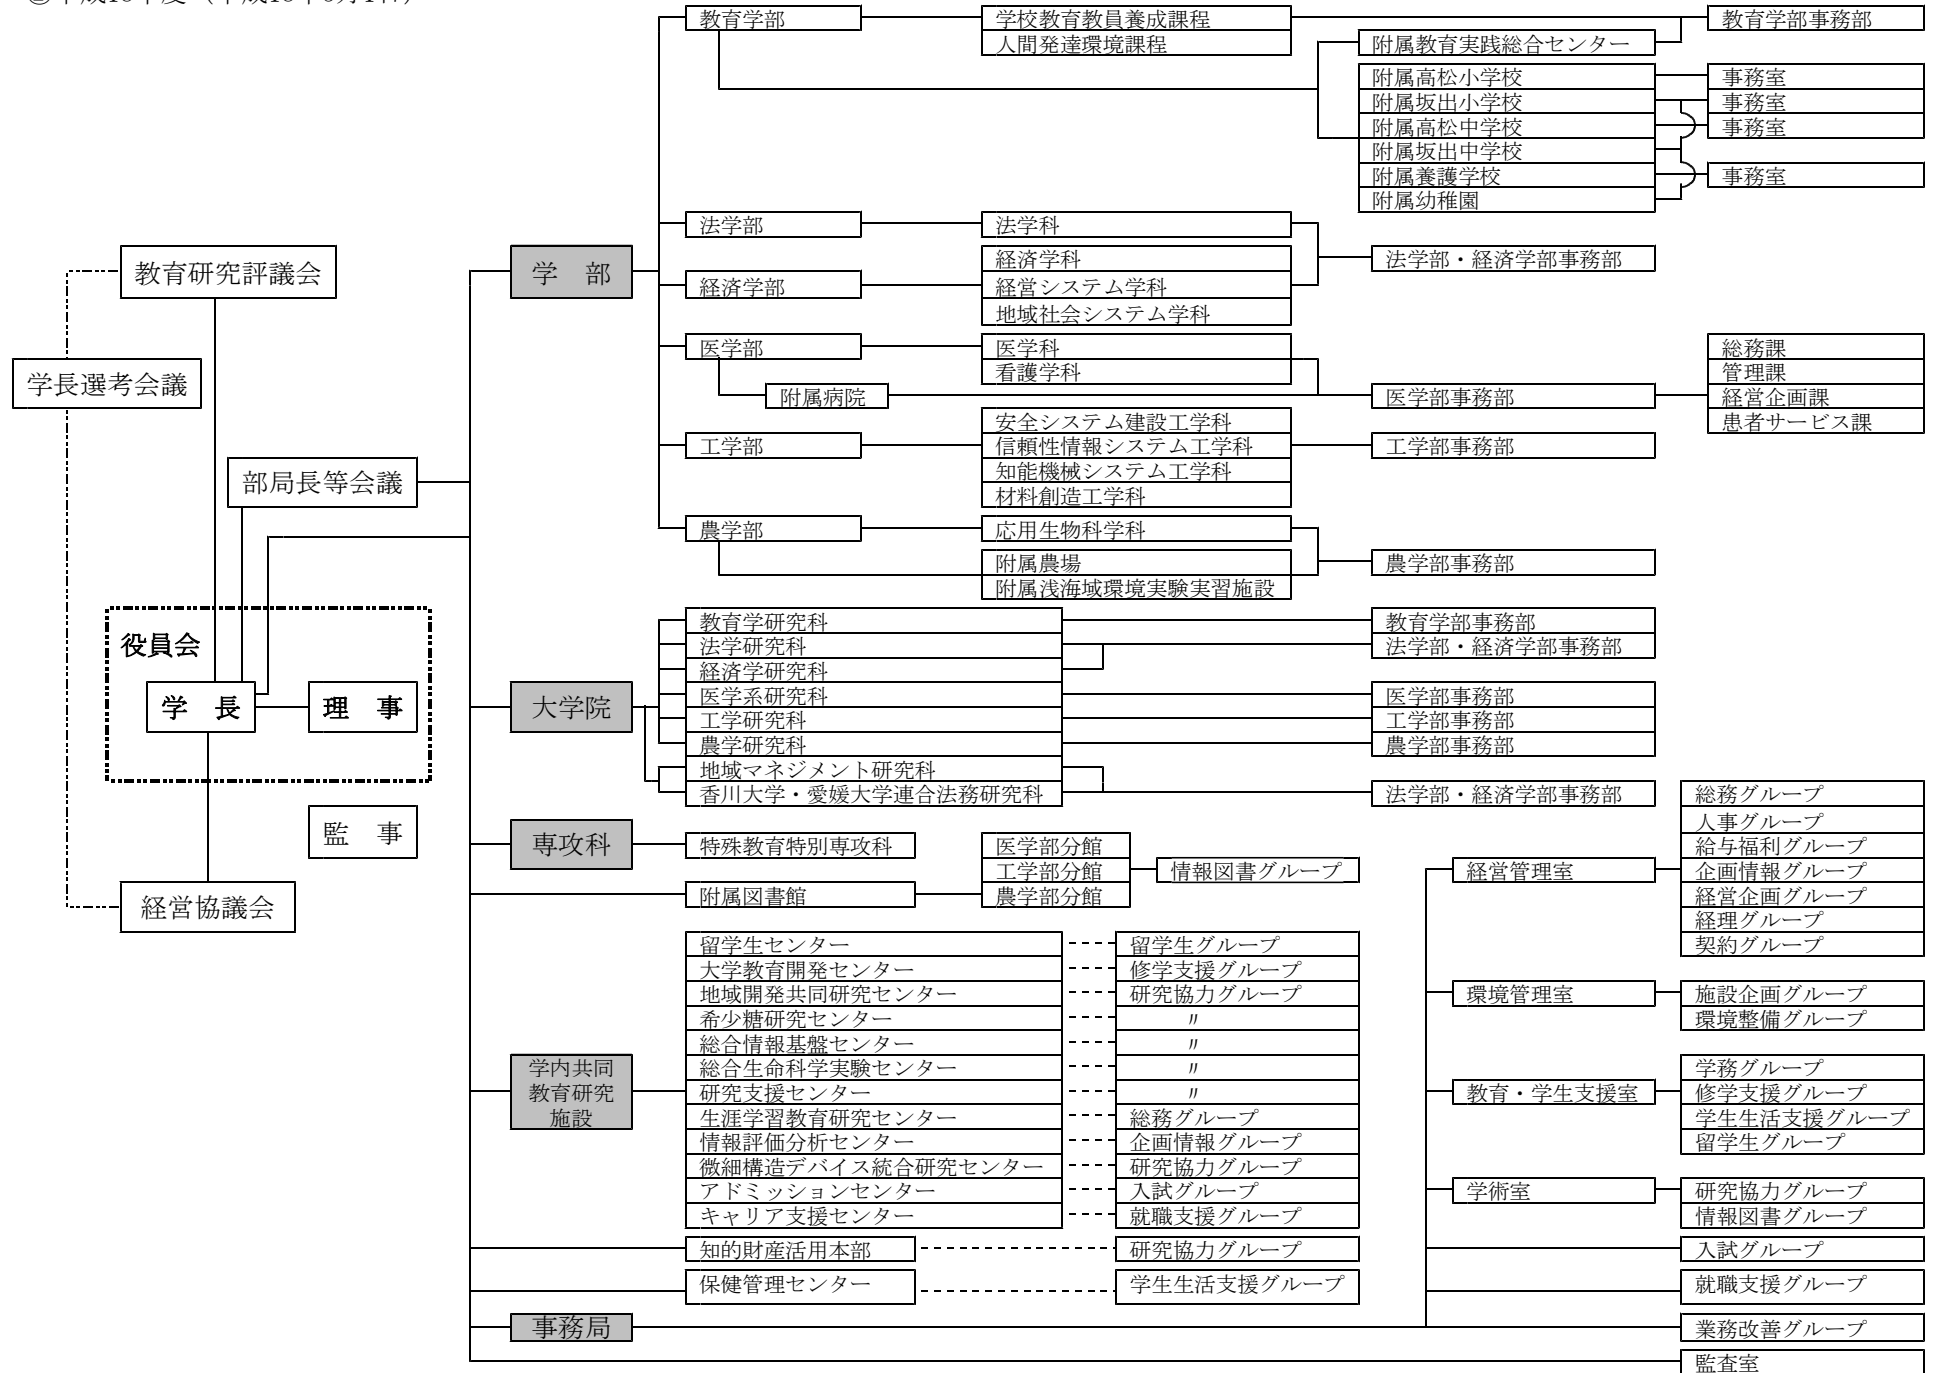 教育学部
学校教育教員養成課程
人間発達環境課程
附属教育実践総合センター
教育学部事務部
附属高松小学校
事務室
附属坂出小学校
事務室
附属高松中学校
事務室
附属坂出中学校
附属養護学校
事務室
附属幼稚園
法学部
法学科
経済学部
経済学科
経営システム学科
地域社会システム学科
法学部・経済学部事務部
教育研究評議会
学長選考会議
学　部
医学部
医学科
看護学科
附属病院
医学部事務部
総務課
管理課
経営企画課
患者サービス課
工学部
安全システム建設工学科
信頼性情報システム工学科
知能機械システム工学科
材料創造工学科
工学部事務部
部局長等会議
農学部
応用生物科学科
附属農場
附属浅海域環境実験実習施設
農学部事務部
役員会
学　長
理　事
監　事
経営協議会
大学院
教育学研究科
教育学部事務部
法学研究科
法学部・経済学部事務部
経済学研究科
医学系研究科
医学部事務部
工学研究科
工学部事務部
農学研究科
農学部事務部
地域マネジメント研究科
香川大学・愛媛大学連合法務研究科
法学部・経済学部事務部
専攻科
特殊教育特別専攻科
附属図書館
医学部分館
工学部分館
農学部分館
情報図書グループ
学内共同
教育研究
施設
留学生センター
留学生グループ
大学教育開発センター
修学支援グループ
地域開発共同研究センター
研究協力グループ
希少糖研究センター
〃
総合情報基盤センター
〃
総合生命科学実験センター
〃
研究支援センター
〃
生涯学習教育研究センター
総務グループ
情報評価分析センター
企画情報グループ
微細構造デバイス統合研究センター
研究協力グループ
アドミッションセンター
入試グループ
キャリア支援センター
就職支援グループ
知的財産活用本部
研究協力グループ
保健管理センター
学生生活支援グループ
事務局
経営管理室
総務グループ
人事グループ
給与福利グループ
企画情報グループ
経営企画グループ
経理グループ
契約グループ
環境管理室
施設企画グループ
環境整備グループ
教育・学生支援室
学務グループ
修学支援グループ
学生生活支援グループ
留学生グループ
学術室
研究協力グループ
情報図書グループ
入試グループ
就職支援グループ
業務改善グループ
監査室